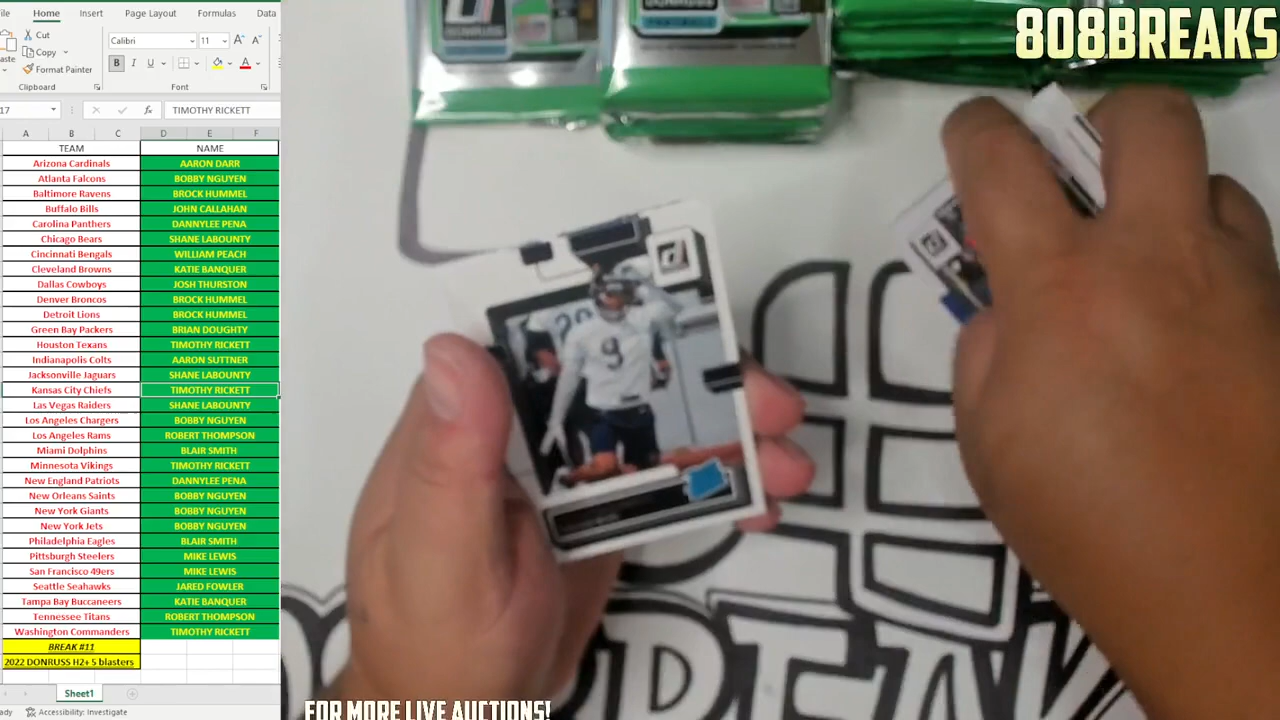 ile Home Insert Page Layout Formulas Data
Cut
Copy
aste
Format Painter
Calibri 11 A A
B I U A
Clipboard Font
17 fx TIMOTHY RICKETT
A B C D E F
TEAM NAME
Arizona Cardinals AARON DARR
Atlanta Falcons BOBBY NGUYEN
Baltimore Ravens BROCK HUMMEL
Buffalo Bills JOHN CALLAHAN
Carolina Panthers DANNYLEE PENA
Chicago Bears SHANE LABOUNTY
Cincinnati Bengals WILLIAM PEACH
Cleveland Browns KATIE BANQUER
Dallas Cowboys JOSH THURSTON
Denver Broncos BROCK HUMMEL
Detroit Lions BROCK HUMMEL
Green Bay Packers BRIAN DOUGHTY
Houston Texans TIMOTHY RICKETT
Indianapolis Colts AARON SUTTNER
Jacksonville Jaguars SHANE LABOUNTY
Kansas City Chiefs TIMOTHY RICKETT
Las Vegas Raiders SHANE LABOUNTY
Los Angeles Chargers BOBBY NGUYEN
Los Angeles Rams ROBERT THOMPSON
Miami Dolphins BLAIR SMITH
Minnesota Vikings TIMOTHY RICKETT
New England Patriots DANNYLEE PENA
New Orleans Saints BOBBY NGUYEN
New York Giants BOBBY NGUYEN
New York Jets BOBBY NGUYEN
Philadelphia Eagles BLAIR SMITH
Pittsburgh Steelers MIKE LEWIS
San Francisco 49ers MIKE LEWIS
Seattle Seahawks JARED FOWLER
Tampa Bay Buccaneers KATIE BANQUER
Tennessee Titans ROBERT THOMPSON
Washington Commanders TIMOTHY RICKETT
BREAK #11
2022 DONRUSS H2+ 5 blasters
Sheet1
ady Accessibility: Investigate
808BREAKS
DONRUSS
9
FOR MORE LIVE AUCTIONS!